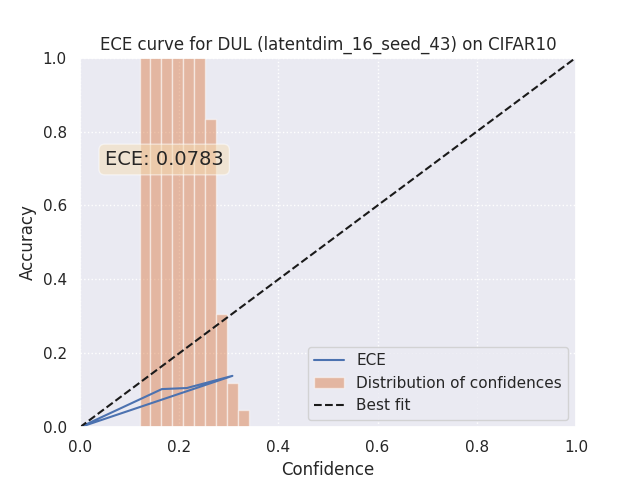 ECE curve for DUL (latentdim_16_seed_43) on CIFAR10
1.0
0.8
0.6
0.4
0.2
0.0
Accuracy
ECE: 0.0783
ECE
Distribution of confidences
Best fit
0.0 0.2 0.4 0.6 0.8 1.0
Confidence